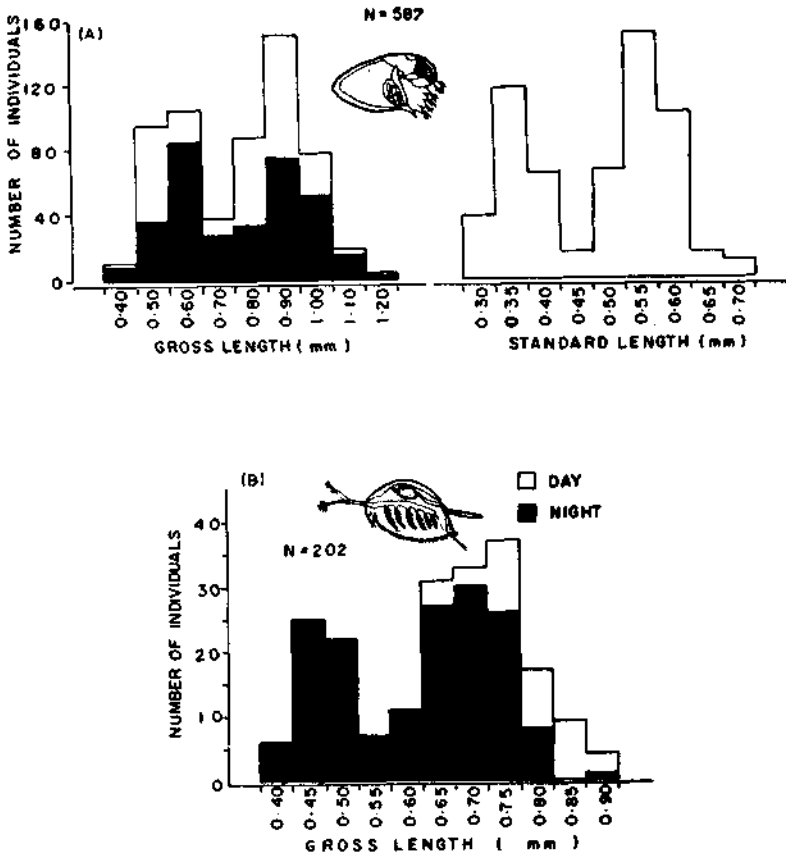 N = 587
(A)
NUMBER OF INDIVIDUALS
160
120
80
40
0
0·40 0·50 0·60 0·70 0·80 0·90 1·00 1·10 1·20
GROSS LENGTH ( mm )
0·30 0·35 0·40 0·45 0·50 0·55 0·60 0·65 0·70
STANDARD LENGTH ( mm )
(B)
DAY
NIGHT
N = 202
NUMBER OF INDIVIDUALS
40
30
20
10
0
0·40 0·45 0·50 0·55 0·60 0·65 0·70 0·75 0·80 0·85 0·90
GROSS LENGTH ( mm )